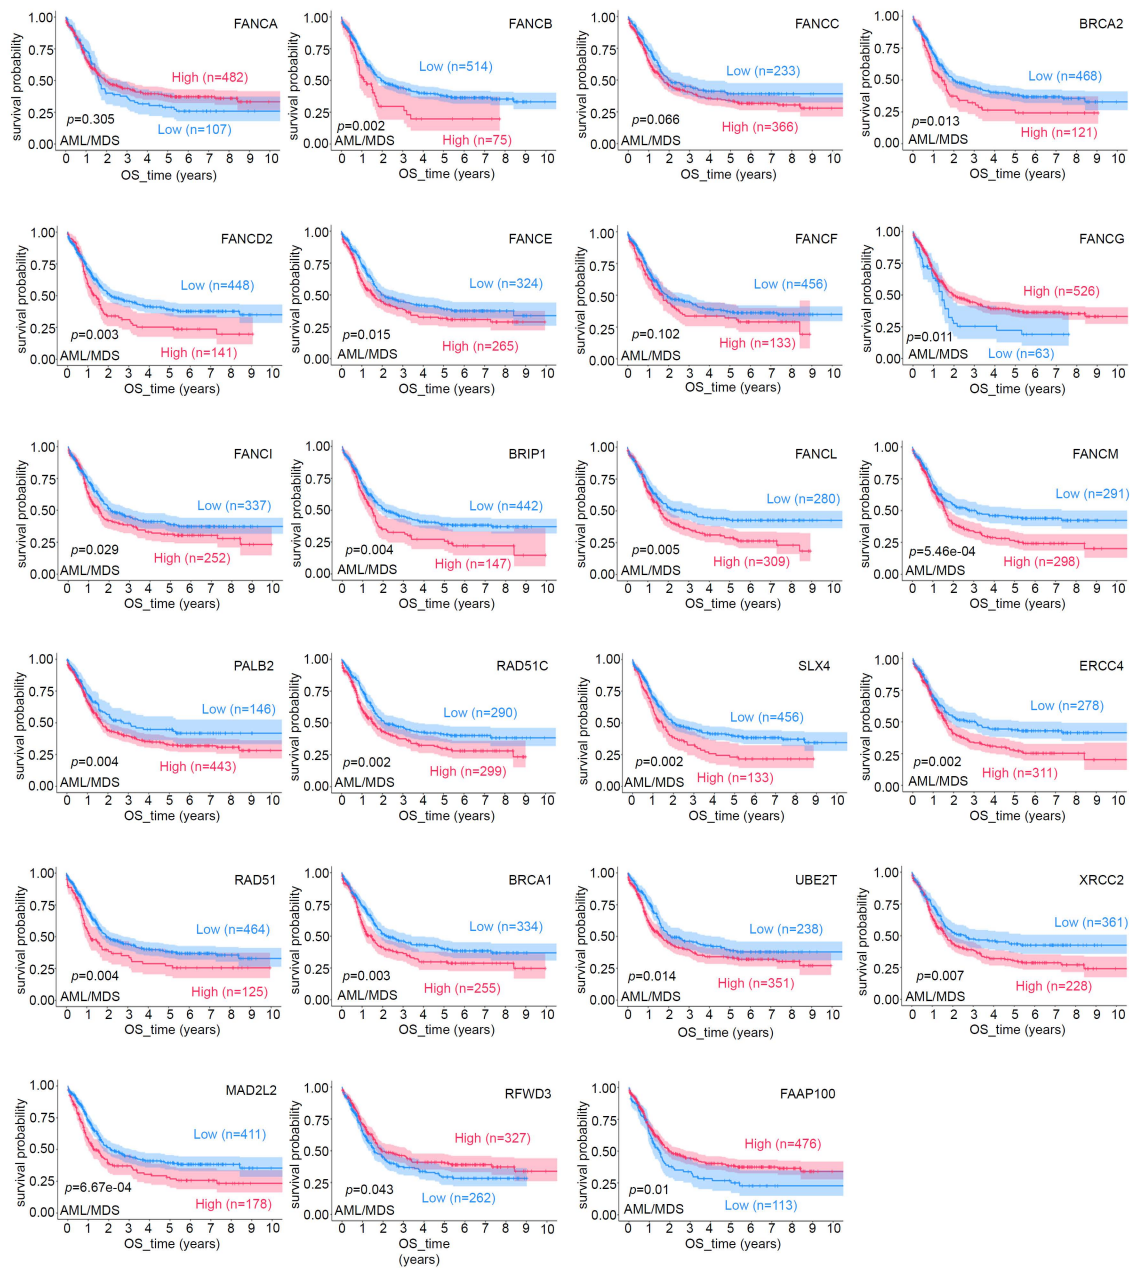 FANCA
survival probability
1.00
0.75
0.50
0.25
0.00
High (n=482)
Low (n=107)
p=0.305
AML/MDS
0 1 2 3 4 5 6 7 8 9 10
OS_time (years)
FANCB
survival probability
1.00
0.75
0.50
0.25
0.00
Low (n=514)
High (n=75)
p=0.002
AML/MDS
0 1 2 3 4 5 6 7 8 9 10
OS_time (years)
FANCC
survival probability
1.00
0.75
0.50
0.25
0.00
Low (n=233)
High (n=366)
p=0.066
AML/MDS
0 1 2 3 4 5 6 7 8 9 10
OS_time (years)
BRCA2
survival probability
1.00
0.75
0.50
0.25
0.00
Low (n=468)
High (n=121)
p=0.013
AML/MDS
0 1 2 3 4 5 6 7 8 9 10
OS_time (years)
FANCD2
survival probability
1.00
0.75
0.50
0.25
0.00
Low (n=448)
High (n=141)
p=0.003
AML/MDS
0 1 2 3 4 5 6 7 8 9 10
OS_time (years)
FANCE
survival probability
1.00
0.75
0.50
0.25
0.00
Low (n=324)
High (n=265)
p=0.015
AML/MDS
0 1 2 3 4 5 6 7 8 9 10
OS_time (years)
FANCF
survival probability
1.00
0.75
0.50
0.25
0.00
Low (n=456)
High (n=133)
p=0.102
AML/MDS
0 1 2 3 4 5 6 7 8 9 10
OS_time (years)
FANCG
survival probability
1.00
0.75
0.50
0.25
0.00
High (n=526)
Low (n=63)
p=0.011
AML/MDS
0 1 2 3 4 5 6 7 8 9 10
OS_time (years)
FANCI
survival probability
1.00
0.75
0.50
0.25
0.00
Low (n=337)
High (n=252)
p=0.029
AML/MDS
0 1 2 3 4 5 6 7 8 9 10
OS_time (years)
BRIP1
survival probability
1.00
0.75
0.50
0.25
0.00
Low (n=442)
High (n=147)
p=0.004
AML/MDS
0 1 2 3 4 5 6 7 8 9 10
OS_time (years)
FANCL
survival probability
1.00
0.75
0.50
0.25
0.00
Low (n=280)
High (n=309)
p=0.005
AML/MDS
0 1 2 3 4 5 6 7 8 9 10
OS_time (years)
FANCM
survival probability
1.00
0.75
0.50
0.25
0.00
Low (n=291)
High (n=298)
p=5.46e-04
AML/MDS
0 1 2 3 4 5 6 7 8 9 10
OS_time (years)
PALB2
survival probability
1.00
0.75
0.50
0.25
0.00
Low (n=146)
High (n=443)
p=0.004
AML/MDS
0 1 2 3 4 5 6 7 8 9 10
OS_time (years)
RAD51C
survival probability
1.00
0.75
0.50
0.25
0.00
Low (n=290)
High (n=299)
p=0.002
AML/MDS
0 1 2 3 4 5 6 7 8 9 10
OS_time (years)
SLX4
survival probability
1.00
0.75
0.50
0.25
0.00
Low (n=456)
High (n=133)
p=0.002
AML/MDS
0 1 2 3 4 5 6 7 8 9 10
OS_time (years)
ERCC4
survival probability
1.00
0.75
0.50
0.25
0.00
Low (n=278)
High (n=311)
p=0.002
AML/MDS
0 1 2 3 4 5 6 7 8 9 10
OS_time (years)
RAD51
survival probability
1.00
0.75
0.50
0.25
0.00
Low (n=464)
High (n=125)
p=0.004
AML/MDS
0 1 2 3 4 5 6 7 8 9 10
OS_time (years)
BRCA1
survival probability
1.00
0.75
0.50
0.25
0.00
Low (n=334)
High (n=255)
p=0.003
AML/MDS
0 1 2 3 4 5 6 7 8 9 10
OS_time (years)
UBE2T
survival probability
1.00
0.75
0.50
0.25
0.00
Low (n=238)
High (n=351)
p=0.014
AML/MDS
0 1 2 3 4 5 6 7 8 9 10
OS_time (years)
XRCC2
survival probability
1.00
0.75
0.50
0.25
0.00
Low (n=361)
High (n=228)
p=0.007
AML/MDS
0 1 2 3 4 5 6 7 8 9 10
OS_time (years)
MAD2L2
survival probability
1.00
0.75
0.50
0.25
0.00
Low (n=411)
High (n=178)
p=6.67e-04
AML/MDS
0 1 2 3 4 5 6 7 8 9 10
OS_time (years)
RFWD3
survival probability
1.00
0.75
0.50
0.25
0.00
High (n=327)
Low (n=262)
p=0.043
AML/MDS
0 1 2 3 4 5 6 7 8 9 10
OS_time
(years)
FAAP100
survival probability
1.00
0.75
0.50
0.25
0.00
High (n=476)
Low (n=113)
p=0.01
AML/MDS
0 1 2 3 4 5 6 7 8 9 10
OS_time (years)